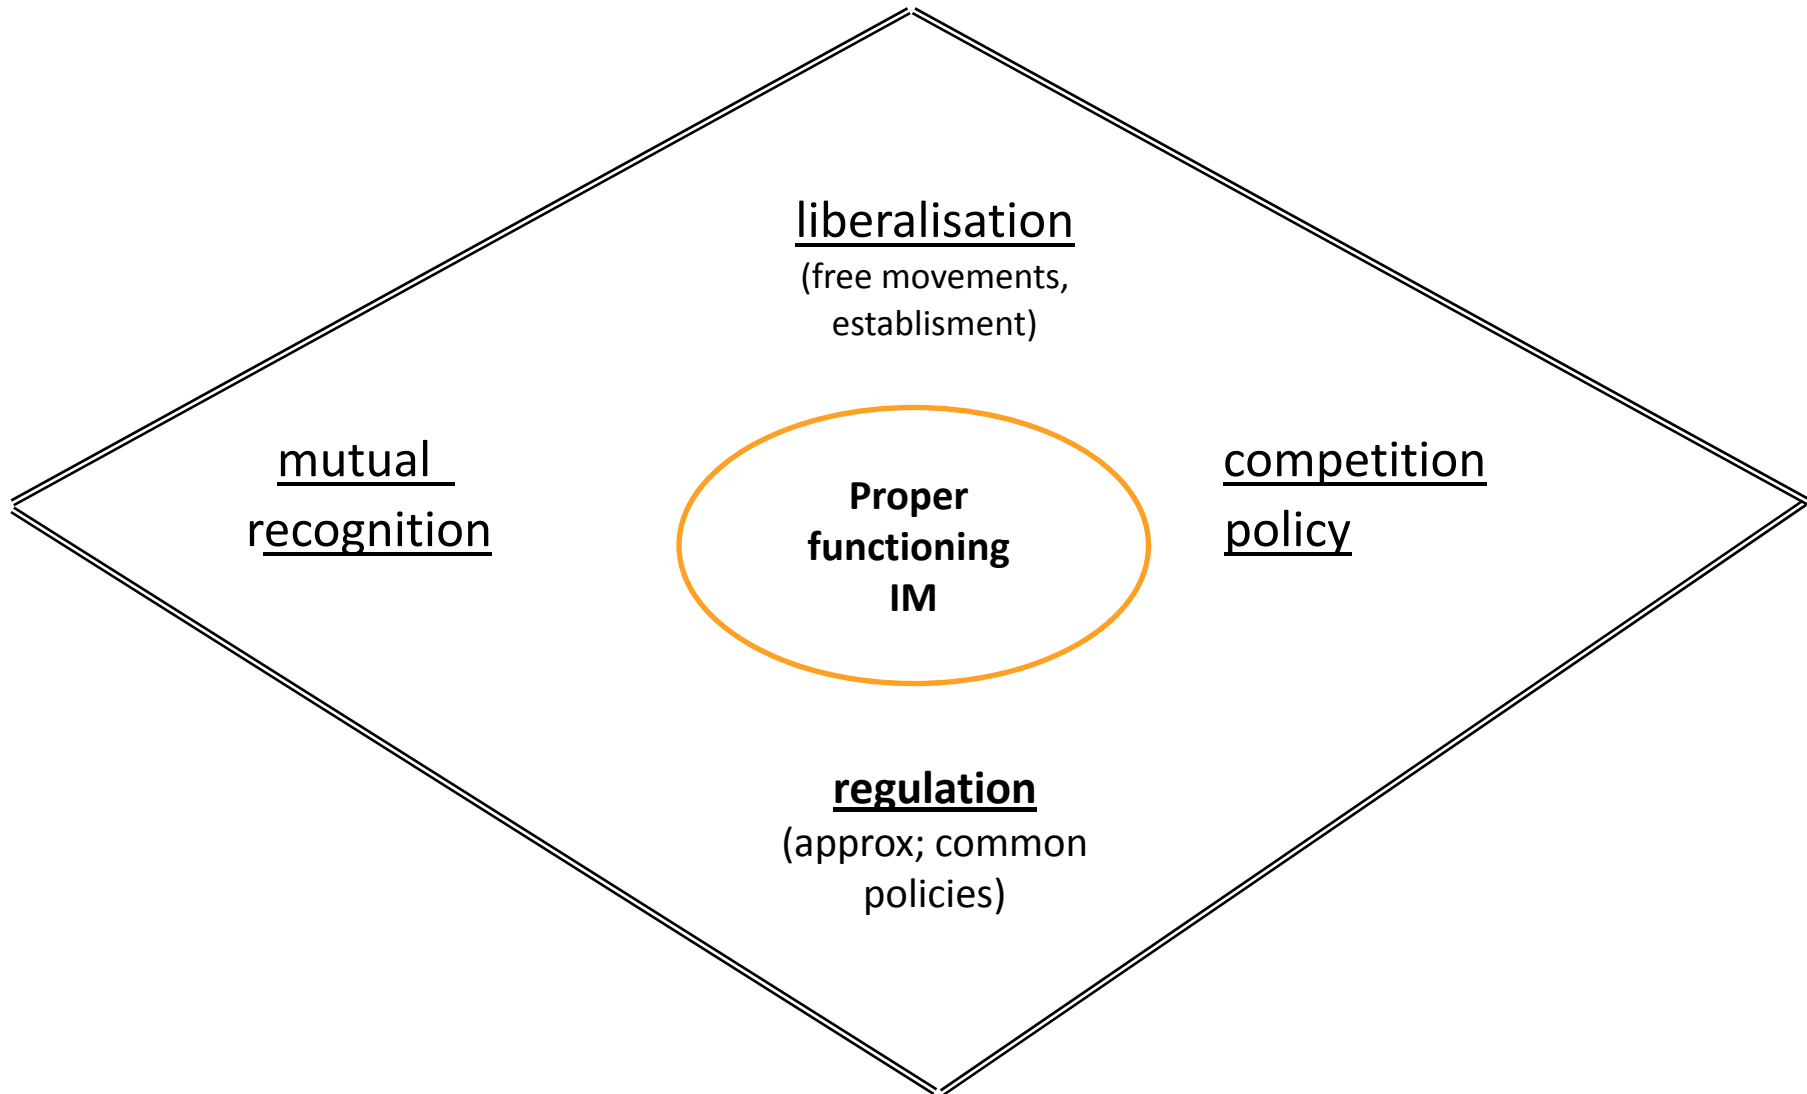 liberalisation
(free movements,
establisment)
mutual
recognition
Proper
functioning
IM
competition
policy
regulation
(approx; common
policies)